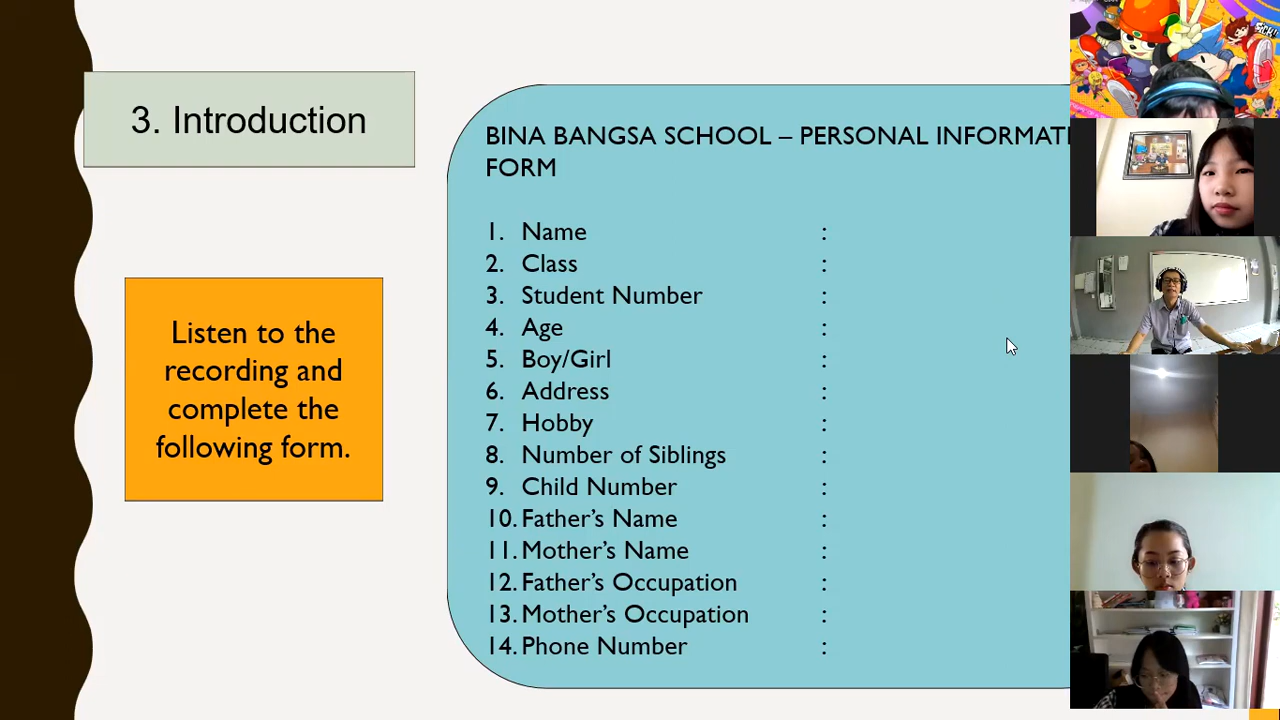 3. Introduction
Listen to the
recording and
complete the
following form.
BINA BANGSA SCHOOL – PERSONAL
FORM
1. Name :
2. Class :
3. Student Number :
4. Age :
5. Boy/Girl :
6. Address :
7. Hobby :
8. Number of Siblings :
9. Child Number :
10. Father’s Name :
11. Mother’s Name :
12. Father’s Occupation :
13. Mother’s Occupation :
14. Phone Number :